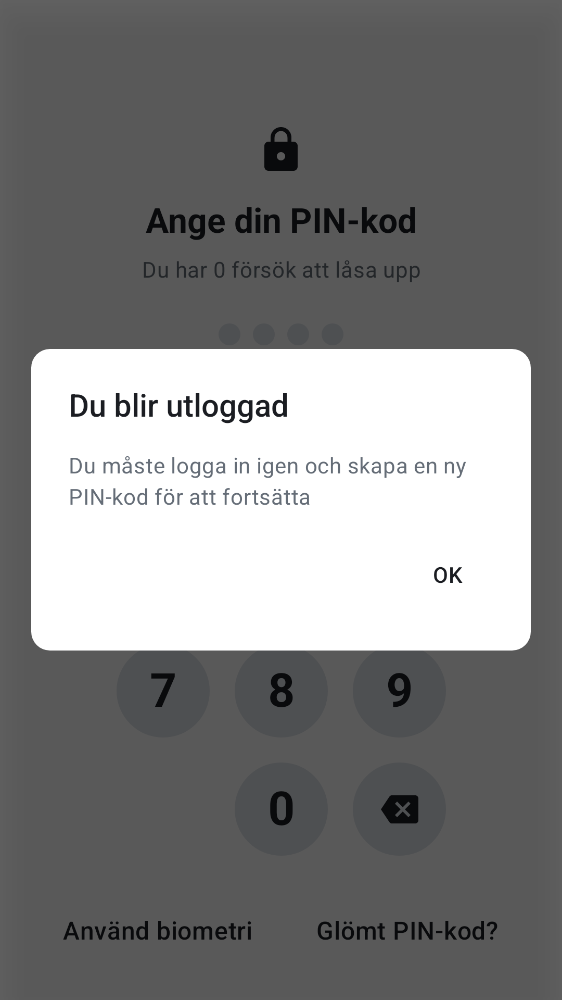 Ange din PIN-kod
Du har 0 försök att låsa upp
Du blir utloggad
Du måste logga in igen och skapa en ny
PIN-kod för att fortsätta
OK
7 8 9
0
Använd biometri Glömt PIN-kod?